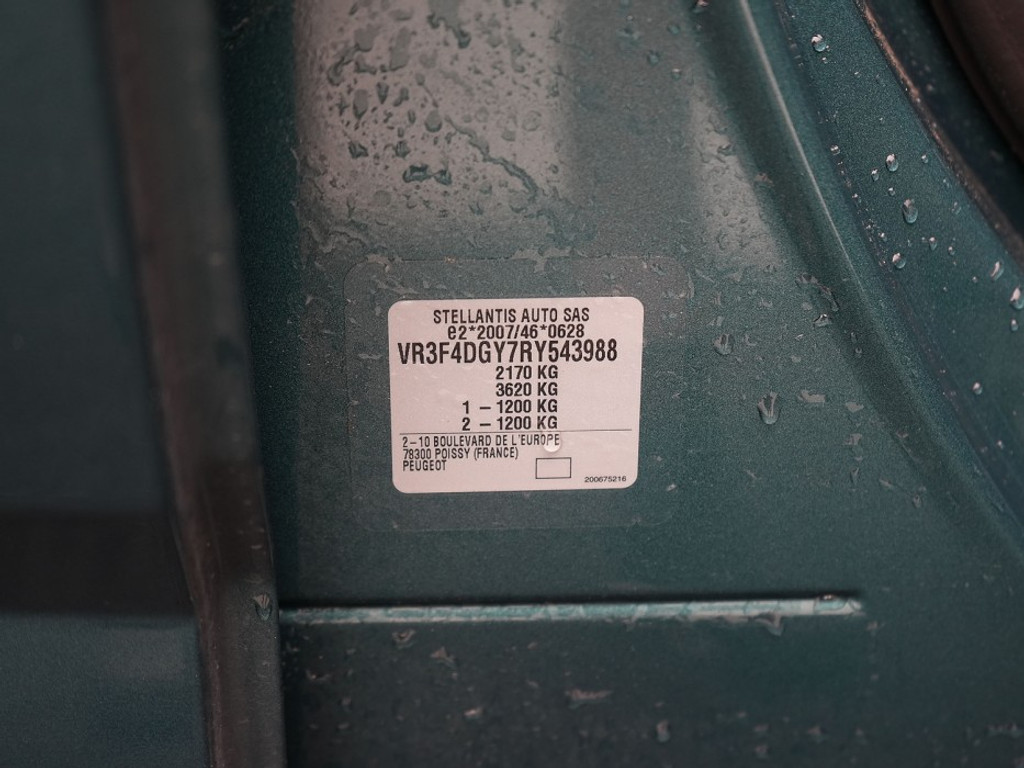 STELLANTIS AUTO SAS
e2*2007/46*0628
VR3F4DGY7RY543988
2170 KG
3620 KG
1 – 1200 KG
2 – 1200 KG
2–10 BOULEVARD DE L'EUROPE
78300 POISSY (FRANCE)
PEUGEOT
200675216